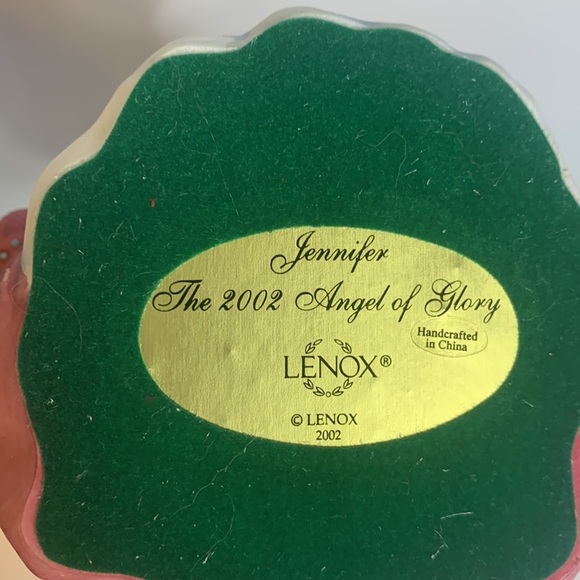 Jennifer
The 2002 Angel of Glory
Handcrafted
in China
LENOX®
© LENOX
2002